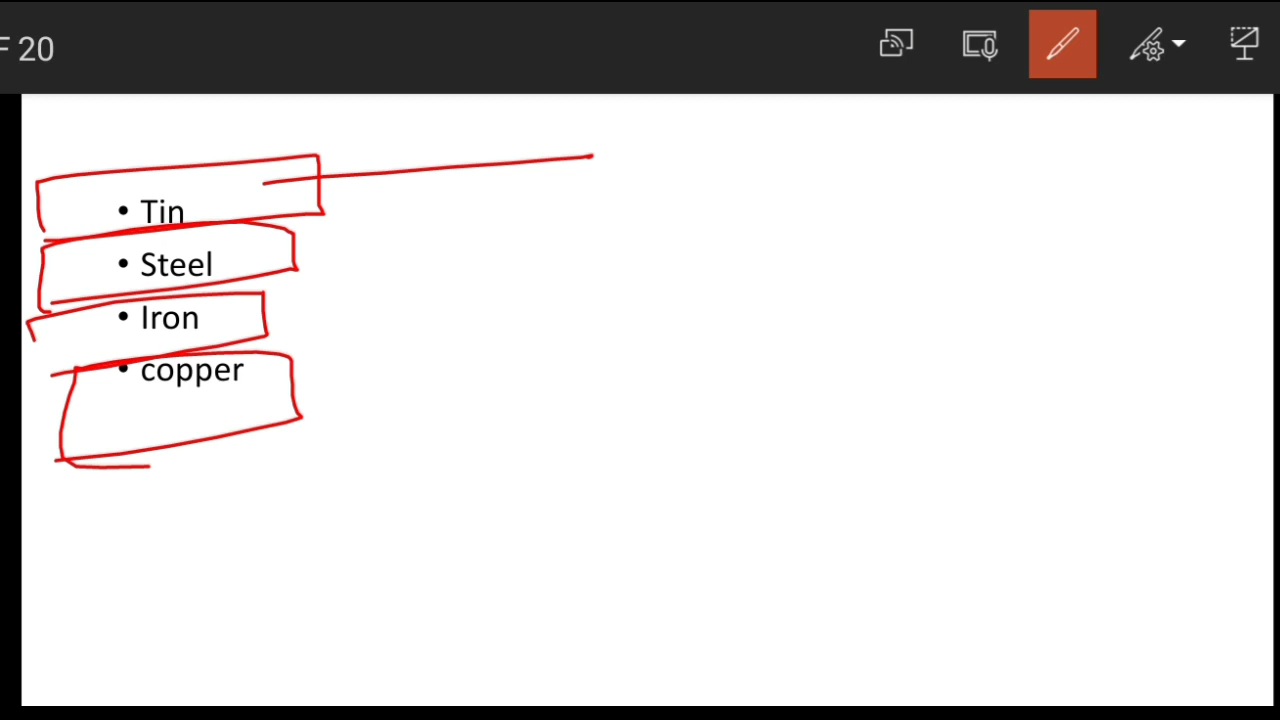 F 20
• Tin
• Steel
• Iron
• copper